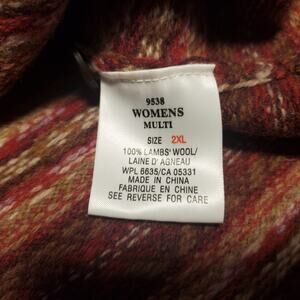 9538
WOMENS
MULTI
SIZE 2XL
100% LAMBS' WOOL/
LAINE D'AGNEAU
WPL 6635/CA 05331
MADE IN CHINA
FABRIQUE EN CHINE
SEE REVERSE FOR CARE